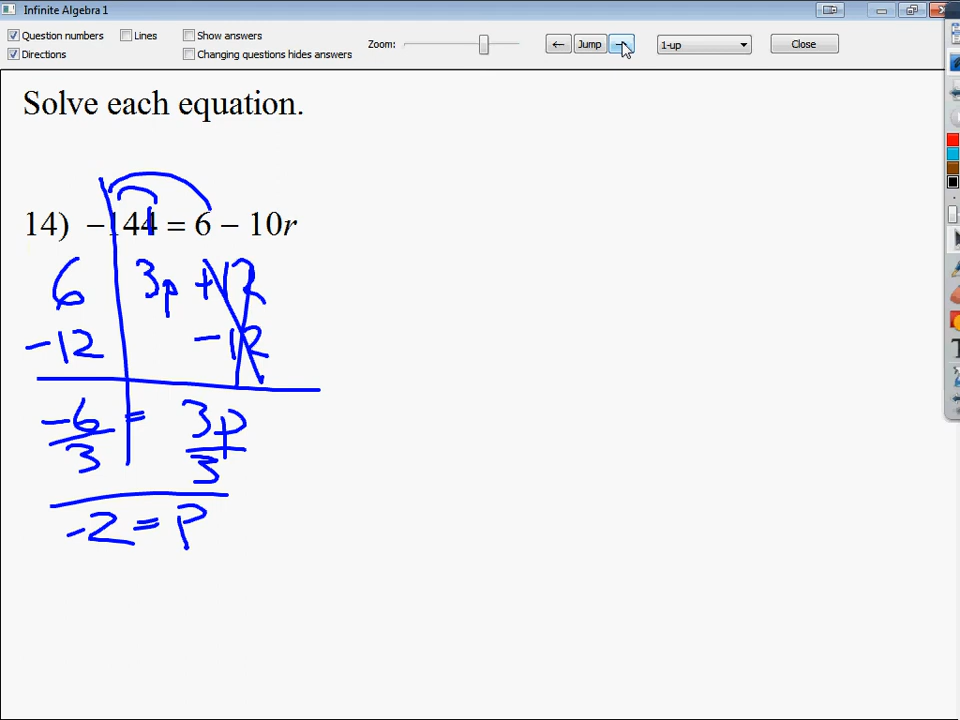 Infinite Algebra 1
Question numbers Lines Show answers Zoom: ← Jump → 1-up Close
Directions Changing questions hides answers
Solve each equation.
14) −144 = 6 − 10r
6 3p +12
-12 -12
-6/3 = 3p/3
-2 = P